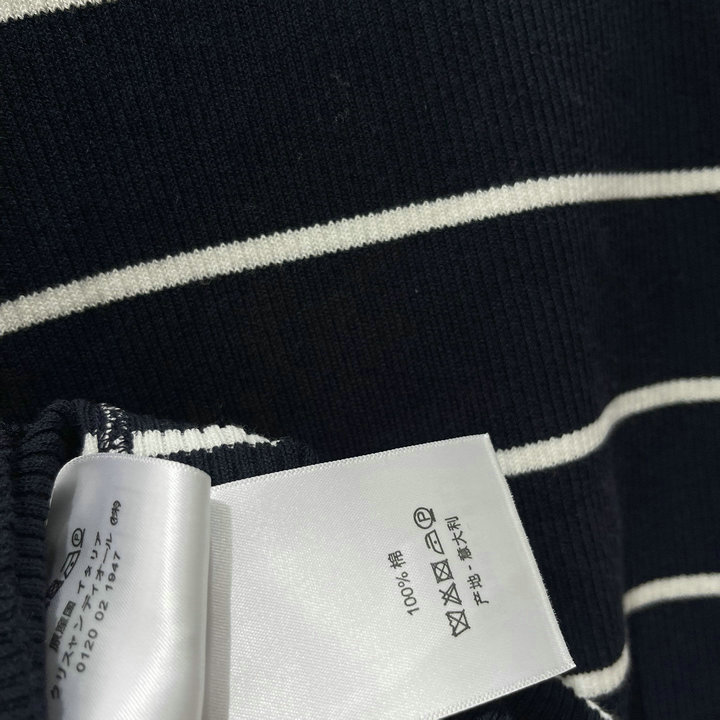 原産国 イタリア
クリスチャンディオール ㈱
0120 02 1947
100% 棉
Ⓟ
产地 - 意大利